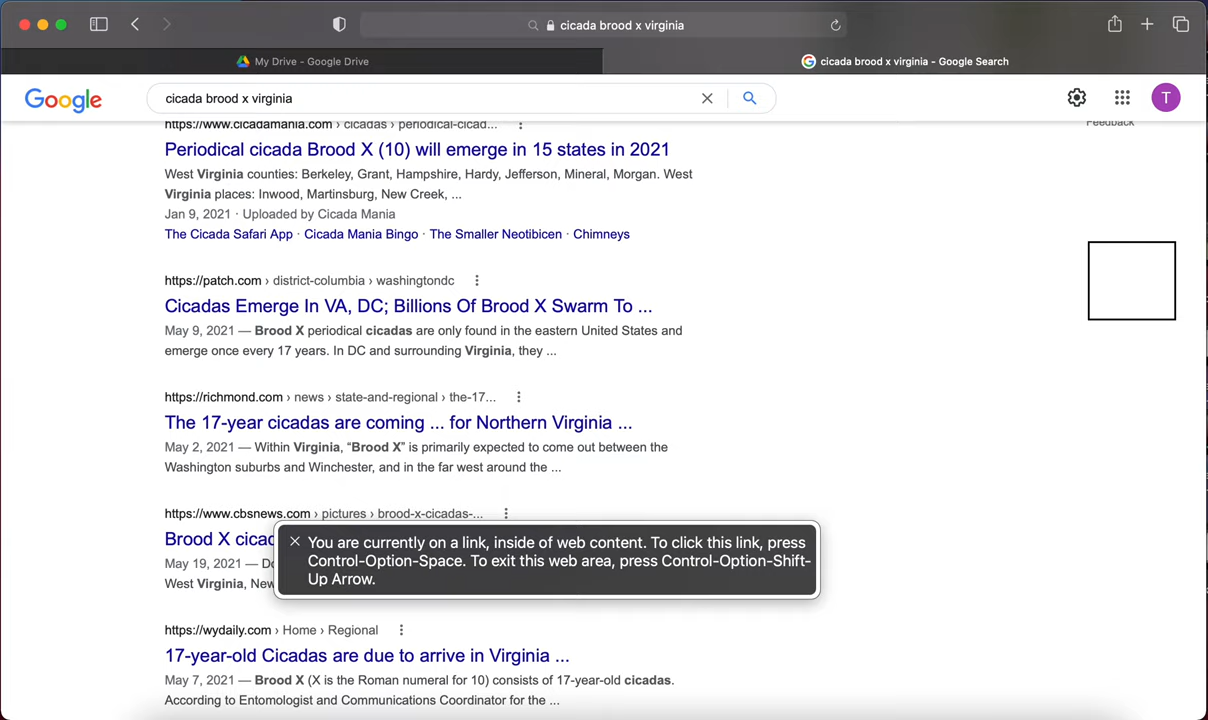 cicada brood x virginia
My Drive - Google Drive
cicada brood x virginia - Google Search
Google
cicada brood x virginia
T
Feedback
https://www.cicadamania.com › cicadas › periodical-cicad...
Periodical cicada Brood X (10) will emerge in 15 states in 2021
West Virginia counties: Berkeley, Grant, Hampshire, Hardy, Jefferson, Mineral, Morgan. West
Virginia places: Inwood, Martinsburg, New Creek, ...
Jan 9, 2021 · Uploaded by Cicada Mania
The Cicada Safari App · Cicada Mania Bingo · The Smaller Neotibicen · Chimneys
https://patch.com › district-columbia › washingtondc
Cicadas Emerge In VA, DC; Billions Of Brood X Swarm To ...
May 9, 2021 — Brood X periodical cicadas are only found in the eastern United States and
emerge once every 17 years. In DC and surrounding Virginia, they ...
https://richmond.com › news › state-and-regional › the-17...
The 17-year cicadas are coming ... for Northern Virginia ...
May 2, 2021 — Within Virginia, “Brood X” is primarily expected to come out between the
Washington suburbs and Winchester, and in the far west around the ...
https://www.cbsnews.com › pictures › brood-x-cicadas-...
Brood X cicad
May 19, 2021 — Do
West Virginia, New
You are currently on a link, inside of web content. To click this link, press
Control-Option-Space. To exit this web area, press Control-Option-Shift-
Up Arrow.
https://wydaily.com › Home › Regional
17-year-old Cicadas are due to arrive in Virginia ...
May 7, 2021 — Brood X (X is the Roman numeral for 10) consists of 17-year-old cicadas.
According to Entomologist and Communications Coordinator for the ...